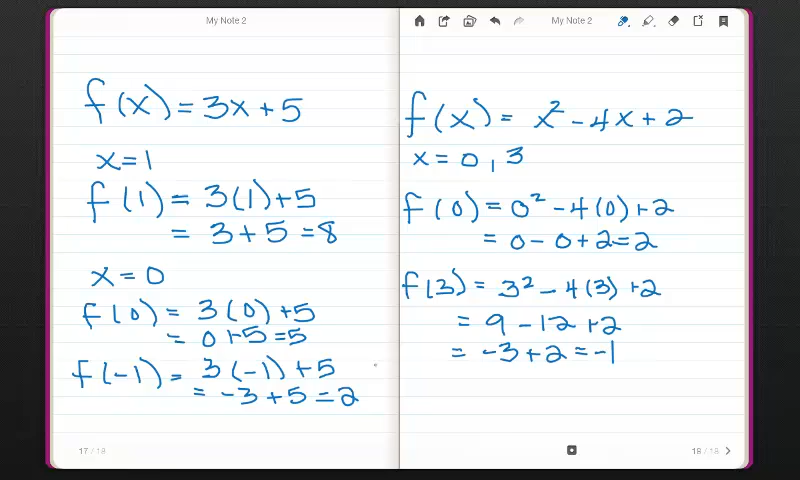 My Note 2
f(x) = 3x + 5
x = 1
f(1) = 3(1) + 5
= 3 + 5 = 8
x = 0
f(0) = 3(0) + 5
= 0 + 5 = 5
f(-1) = 3(-1) + 5
= -3 + 5 = 2
17 / 18
My Note 2
f(x) = x² - 4x + 2
x = 0, 3
f(0) = 0² - 4(0) + 2
= 0 - 0 + 2 = 2
f(3) = 3² - 4(3) + 2
= 9 - 12 + 2
= -3 + 2 = -1
18 / 18